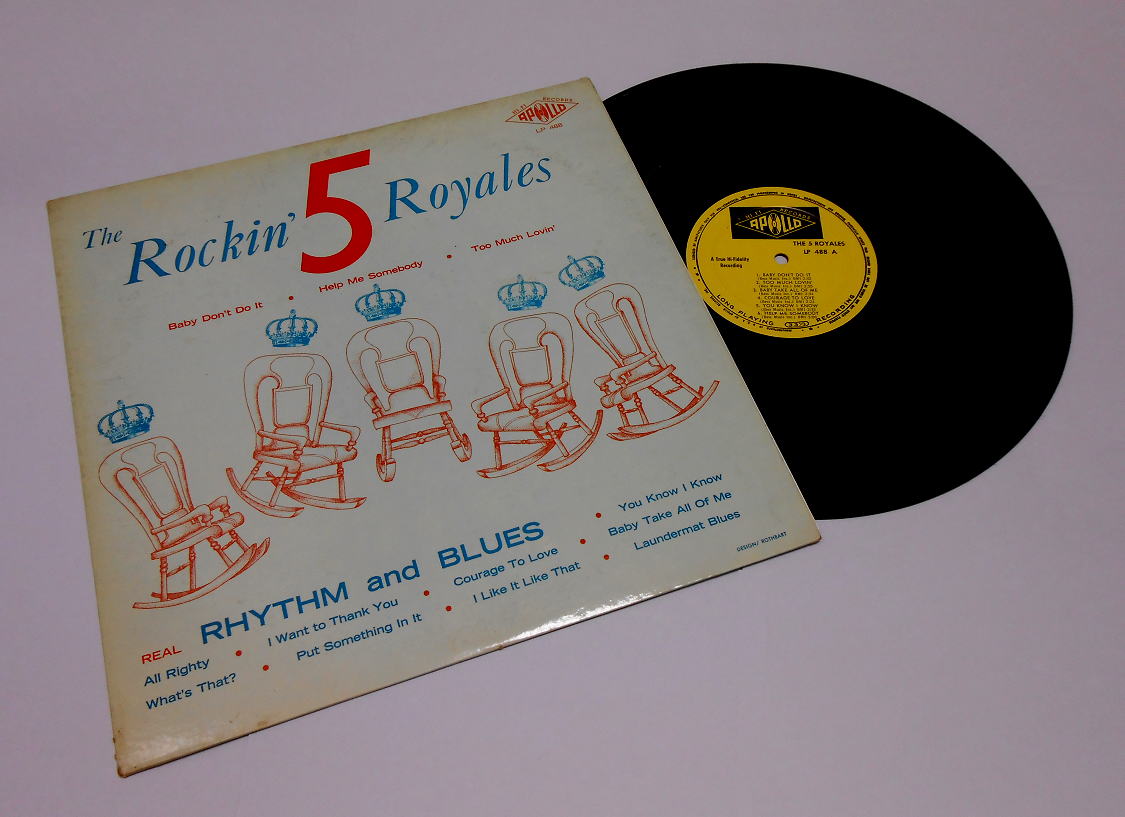 HI-FI RECORDS
APOLLO
LP 488
The Rockin' 5 Royales
Baby Don't Do It • Help Me Somebody • Too Much Lovin'
REAL RHYTHM and BLUES
All Righty • I Want to Thank You • Courage To Love • You Know I Know
What's That? • Put Something In It • I Like It Like That • Baby Take All Of Me
Laundermat Blues
DESIGN/ ROTHBART
HI-FI RECORDS
APOLLO
THE 5 ROYALES
LP 488 A
A True Hi-Fidelity
Recording
1. BABY DON'T DO IT
2. TOO MUCH LOVIN'
3. BABY TAKE ALL OF ME
4. COURAGE TO LOVE
5. YOU KNOW I KNOW
6. HELP ME SOMEBODY
LONG PLAYING 33⅓ RECORDING